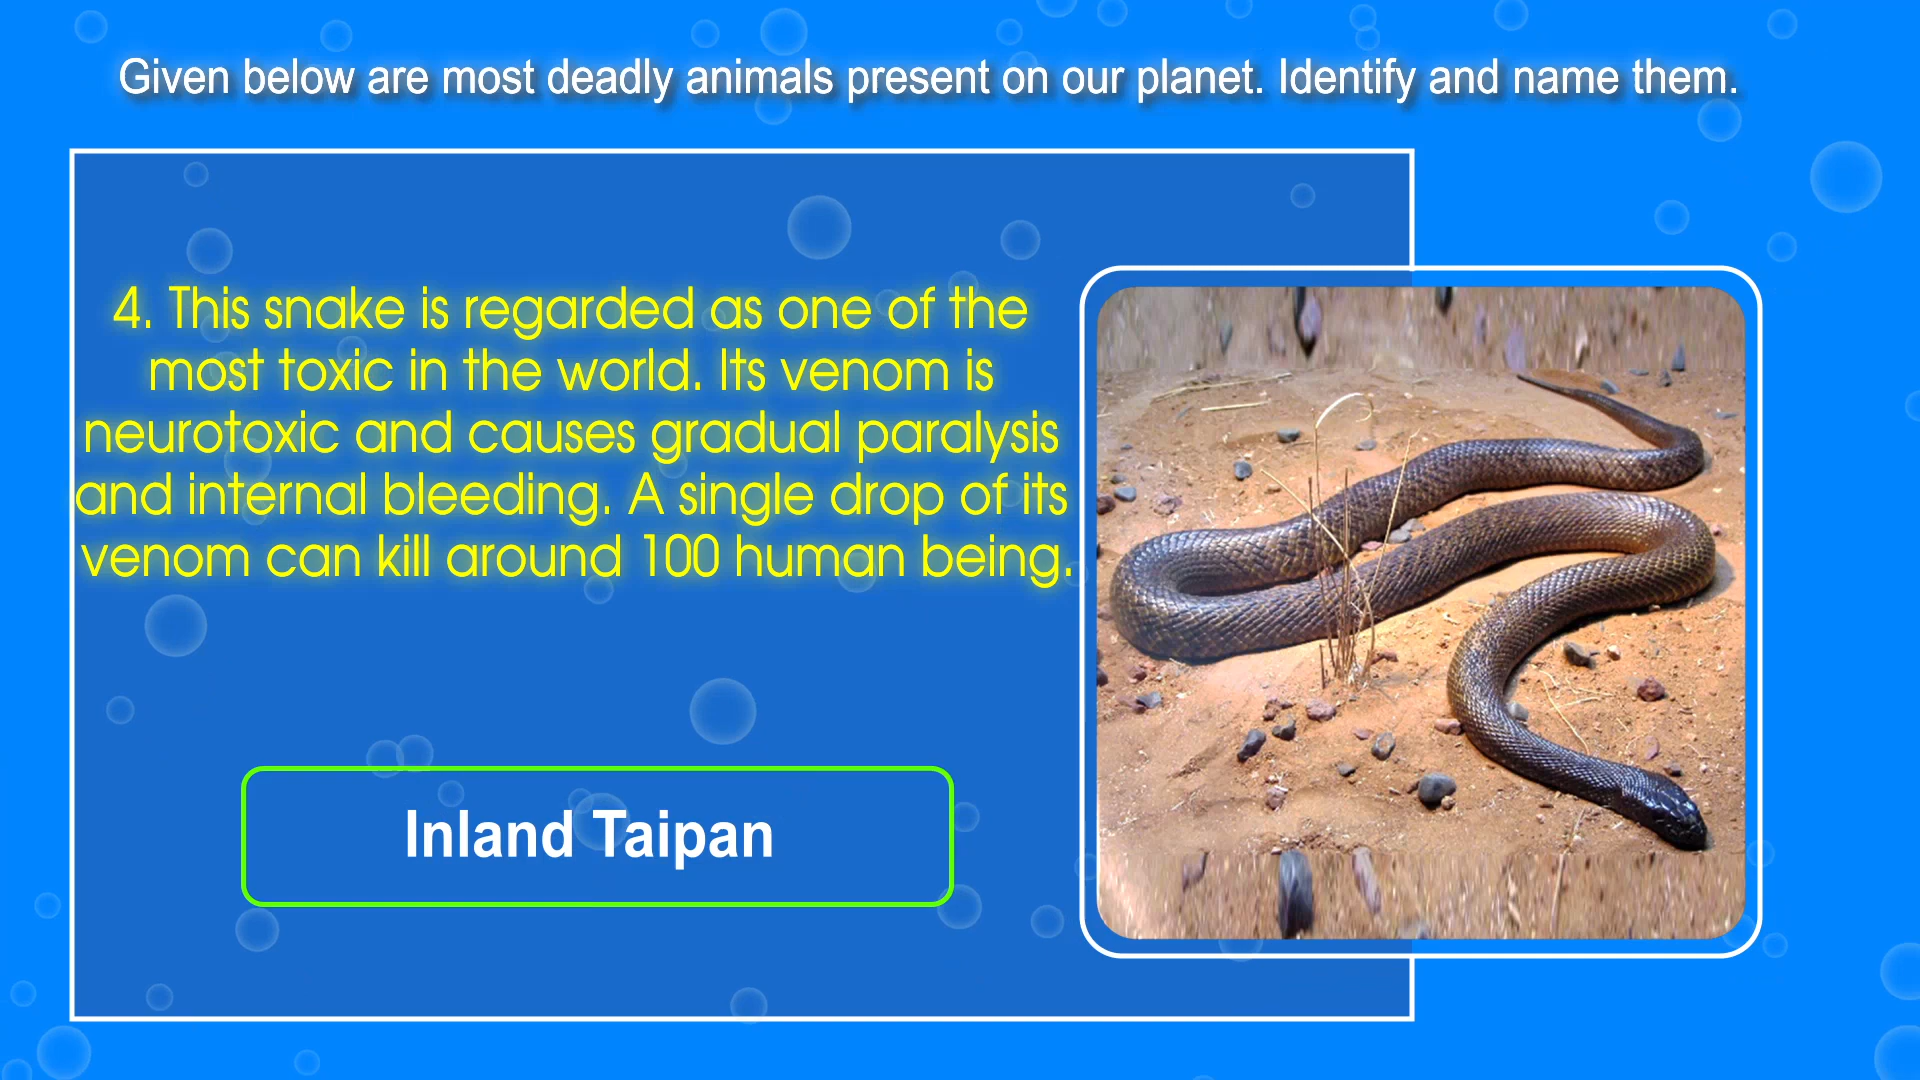 Given below are most deadly animals present on our planet. Identify and name them.
4. This snake is regarded as one of the
most toxic in the world. Its venom is
neurotoxic and causes gradual paralysis
and internal bleeding. A single drop of its
venom can kill around 100 human being.
Inland Taipan